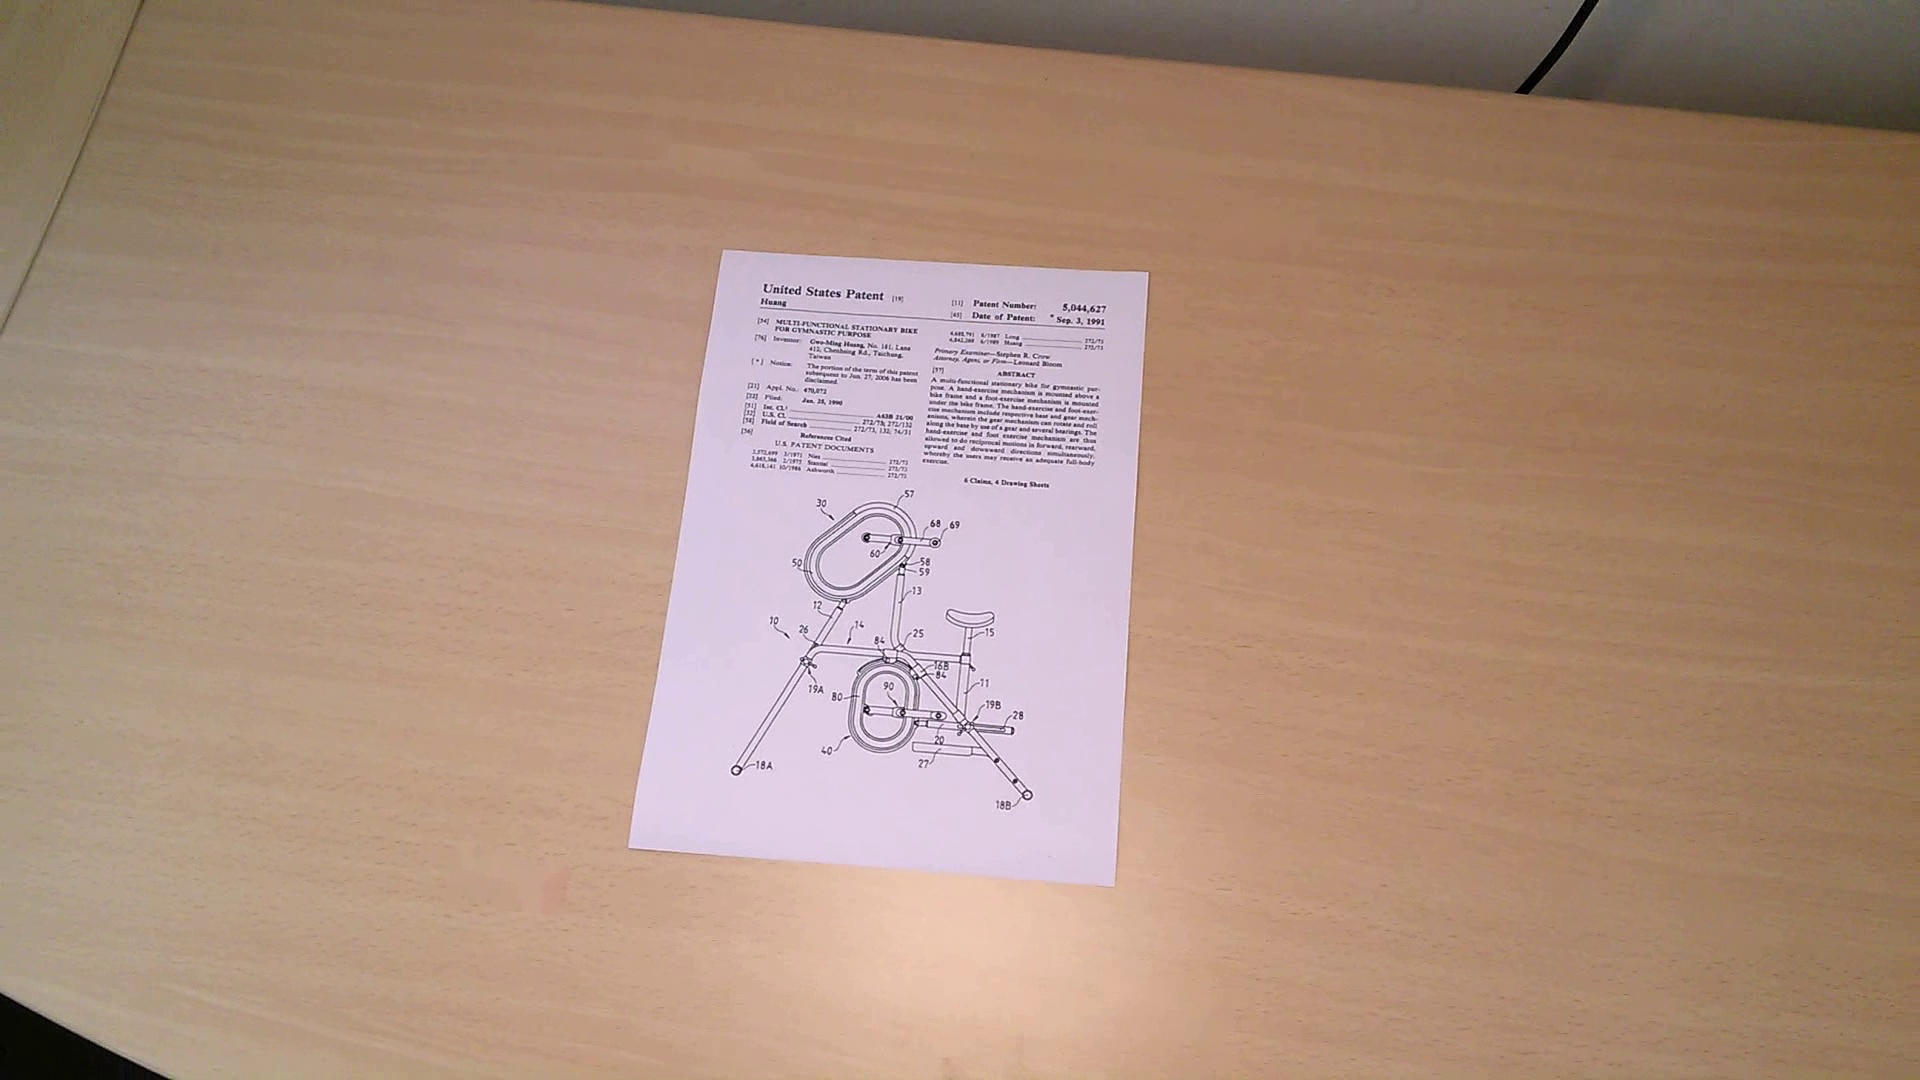 United States Patent [19]
Huang
[11] Patent Number: 5,044,627
[45] Date of Patent: * Sep. 3, 1991
[54] MULTI-FUNCTIONAL STATIONARY BIKE
FOR GYMNASTIC PURPOSE
[76] Inventor: Gwo-Ming Huang, No. 181, Lane
412, Chenhsing Rd., Taichung,
Taiwan
[ * ] Notice: The portion of the term of this patent
subsequent to Jun. 27, 2006 has been
disclaimed.
[21] Appl. No.: 470,072
[22] Filed: Jan. 25, 1990
[51] Int. Cl.5 A63B 21/00
[52] U.S. Cl. 272/73; 272/132
[58] Field of Search 272/73, 132; 74/31
[56] References Cited
U.S. PATENT DOCUMENTS
3,572,699 3/1971 Nies 272/73
3,863,366 2/1975 272/73
4,618,141 10/1986 Ashworth 272/73
4,688,791 8/1987 Long 272/73
4,842,268 6/1989 Huang 272/73
Primary Examiner—Stephen R. Crow
Attorney, Agent, or Firm—Leonard Bloom
[57] ABSTRACT
A multi-functional stationary bike for gymnastic pur-
pose. A hand-exercise mechanism is mounted above a
bike frame and a foot-exercise mechanism is mounted
under the bike frame. The hand-exercise and foot-exer-
cise mechanism include respective base and gear mech-
anisms, wherein the gear mechanism can rotate and roll
along the base by use of a gear and several bearings. The
hand-exercise and foot exercise mechanism are thus
allowed to do reciprocal motions in forward, rearward,
upward and downward directions simultaneously,
whereby the users may receive an adequate full-body
exercise.
6 Claims, 4 Drawing Sheets
57
30
68 69
60
50
58
59
13
12
10
26
14
84
25
15
16B
84
11
19A
80
90
19B
28
20
40
27
18A
18B